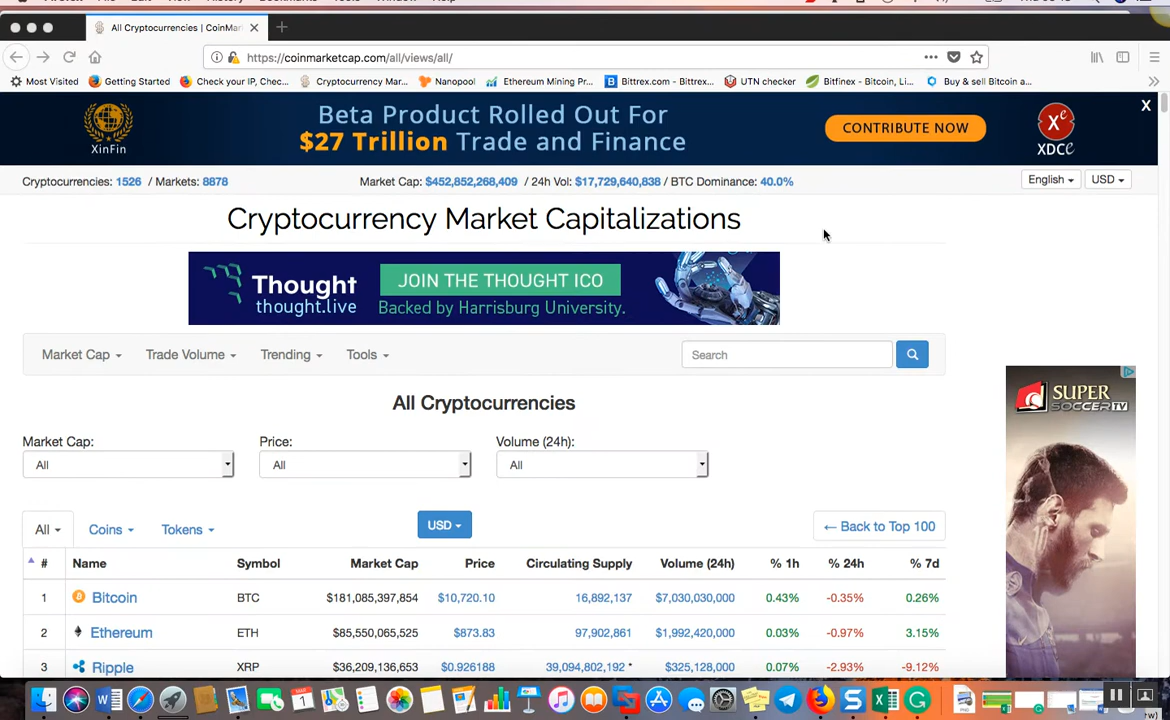 All Cryptocurrencies | CoinMar
https://coinmarketcap.com/all/views/all/
Most Visited Getting Started Check your IP, Chec... Cryptocurrency Mar... Nanopool Ethereum Mining Pr... Bittrex.com - Bittrex,... UTN checker Bitfinex - Bitcoin, Li... Buy & sell Bitcoin a...
XinFin
Beta Product Rolled Out For
$27 Trillion Trade and Finance
CONTRIBUTE NOW
XDCe
X
Cryptocurrencies: 1526 / Markets: 8878 Market Cap: $452,852,268,409 / 24h Vol: $17,729,640,838 / BTC Dominance: 40.0% English USD
Cryptocurrency Market Capitalizations
Thought
thought.live
JOIN THE THOUGHT ICO
Backed by Harrisburg University.
Market Cap Trade Volume Trending Tools Search
SUPER
SOCCERTV
All Cryptocurrencies
Market Cap: Price: Volume (24h):
All All All
All Coins Tokens USD ← Back to Top 100
# Name Symbol Market Cap Price Circulating Supply Volume (24h) % 1h % 24h % 7d
1 Bitcoin BTC $181,085,397,854 $10,720.10 16,892,137 $7,030,030,000 0.43% -0.35% 0.26%
2 Ethereum ETH $85,550,065,525 $873.83 97,902,861 $1,992,420,000 0.03% -0.97% 3.15%
3 Ripple XRP $36,209,136,653 $0.926188 39,094,802,192 * $325,128,000 0.07% -2.93% -9.12%